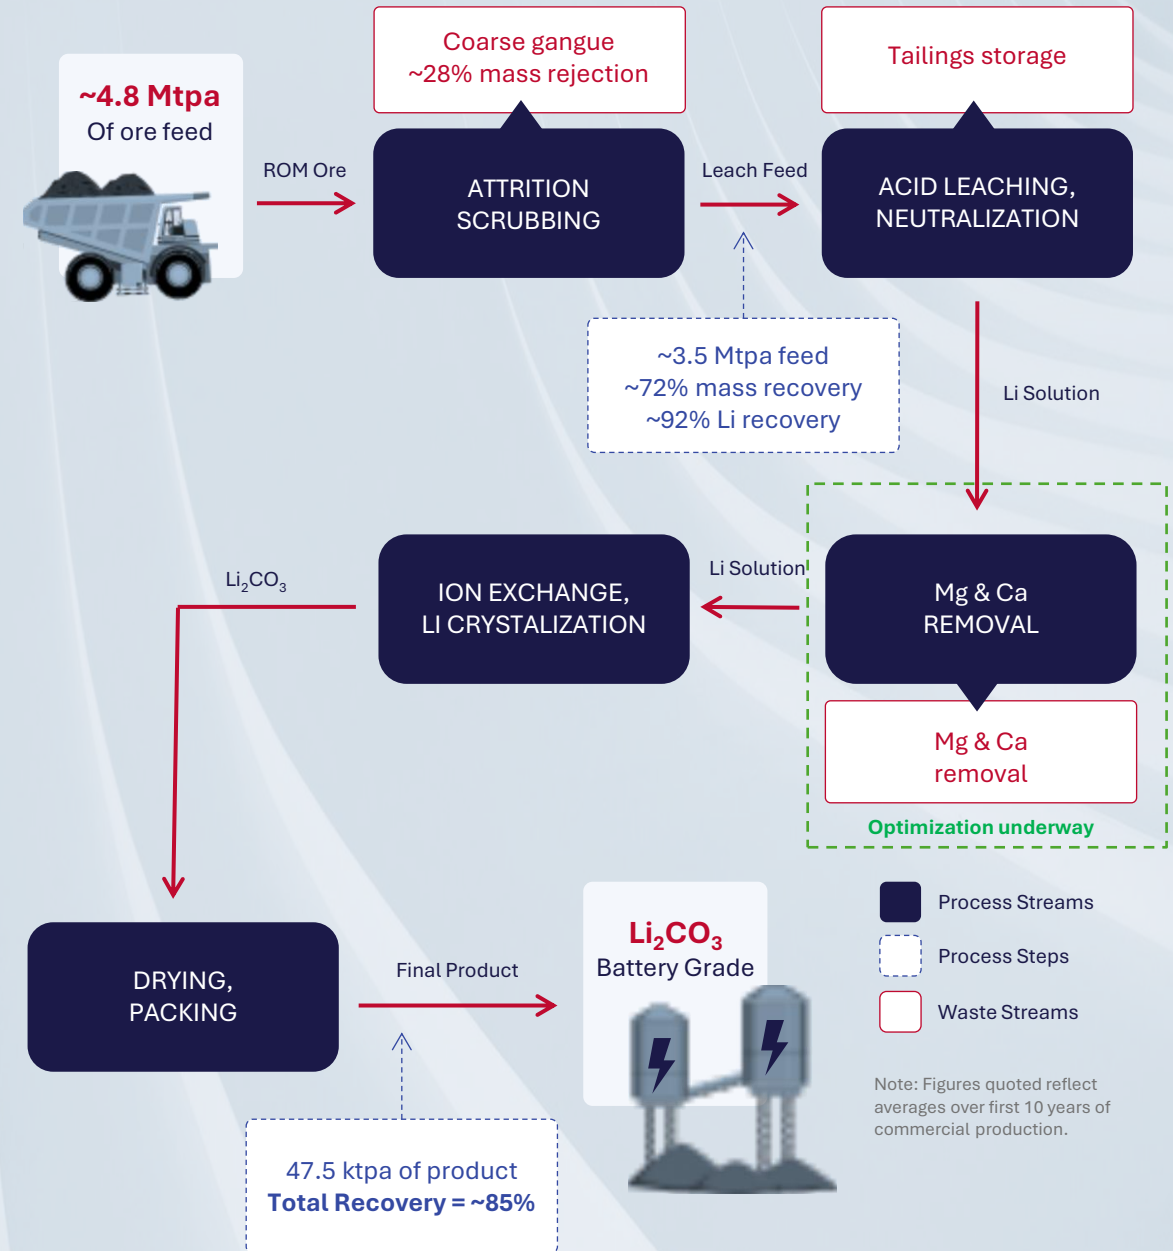 ~4.8 Mtpa
Of ore feed
ROM Ore
Coarse gangue
~28% mass rejection
ATTRITION
SCRUBBING
Leach Feed
Tailings storage
ACID LEACHING,
NEUTRALIZATION
~3.5 Mtpa feed
~72% mass recovery
~92% Li recovery
Li Solution
Mg & Ca
REMOVAL
Mg & Ca
removal
Optimization underway
Li Solution
ION EXCHANGE,
LI CRYSTALIZATION
Li₂CO₃
DRYING,
PACKING
Final Product
47.5 ktpa of product
Total Recovery = ~85%
Li₂CO₃
Battery Grade
Process Streams
Process Steps
Waste Streams
Note: Figures quoted reflect
averages over first 10 years of
commercial production.